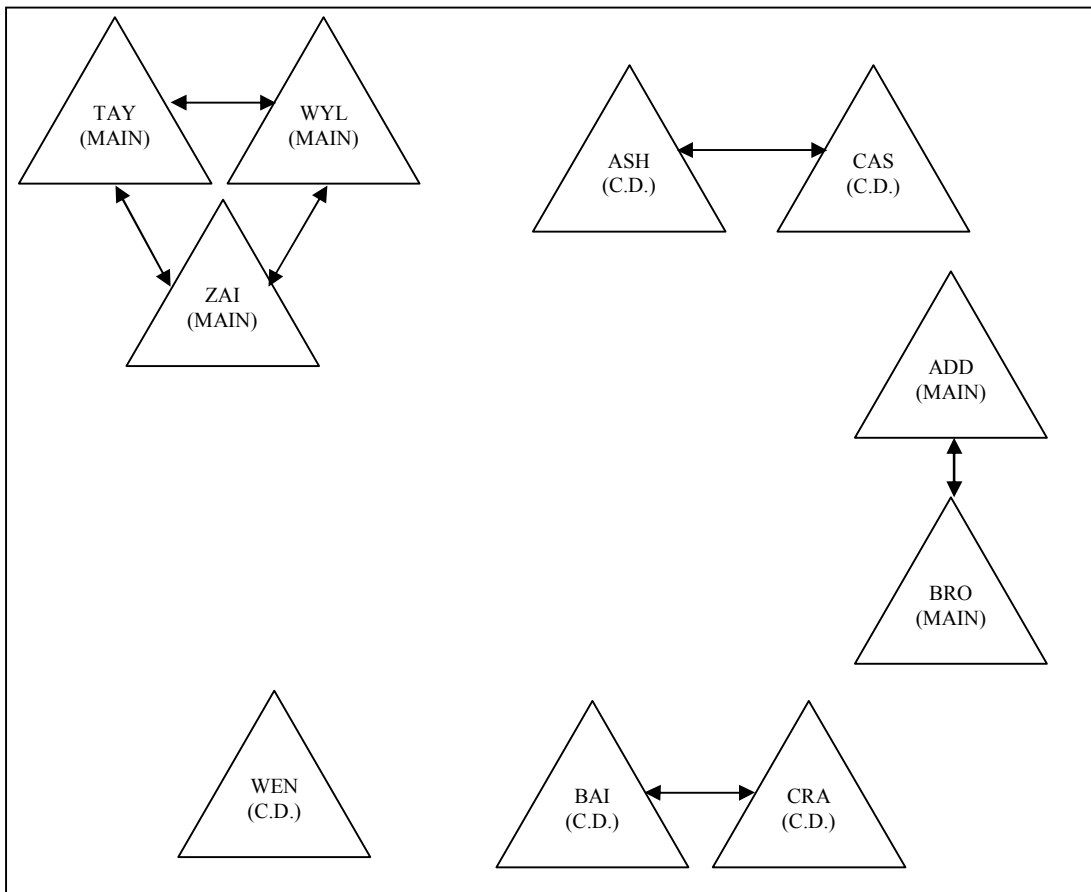 TAY
(MAIN)
WYL
(MAIN)
ZAI
(MAIN)
ASH
(C.D.)
CAS
(C.D.)
ADD
(MAIN)
BRO
(MAIN)
WEN
(C.D.)
BAI
(C.D.)
CRA
(C.D.)